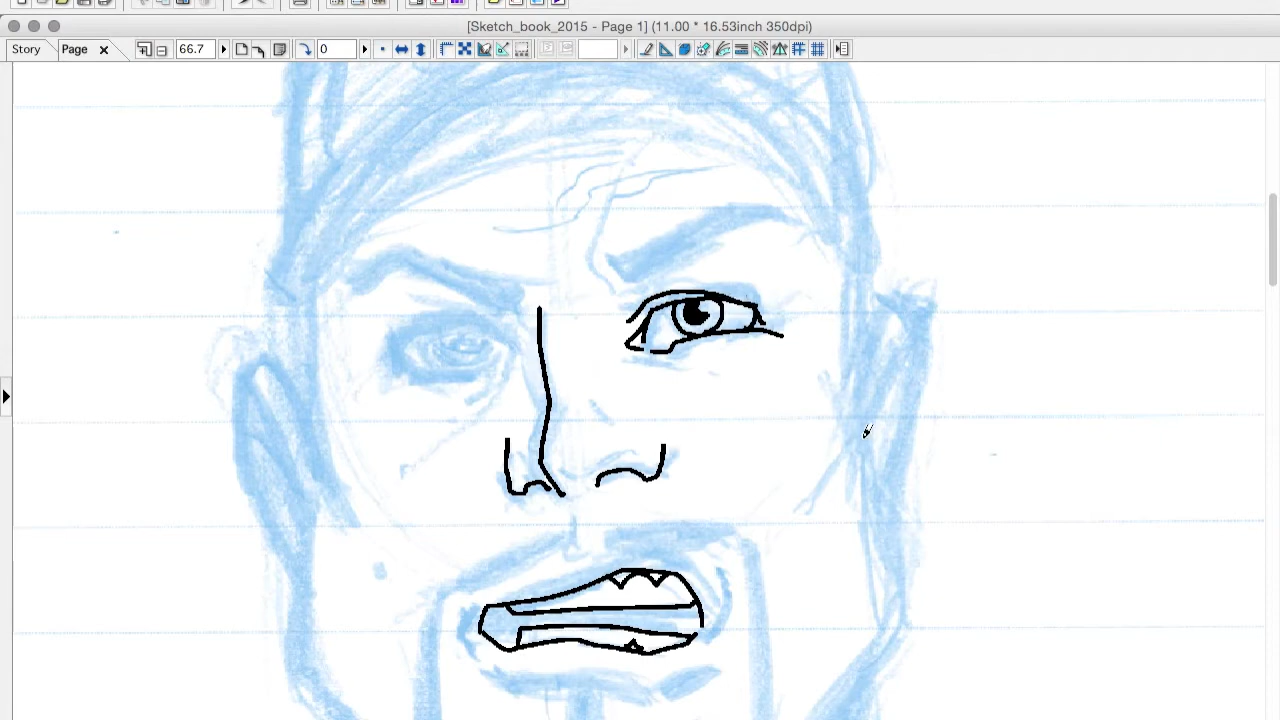 [Sketch_book_2015 - Page 1] (11.00 * 16.53inch 350dpi)
Story Page 66.7 0